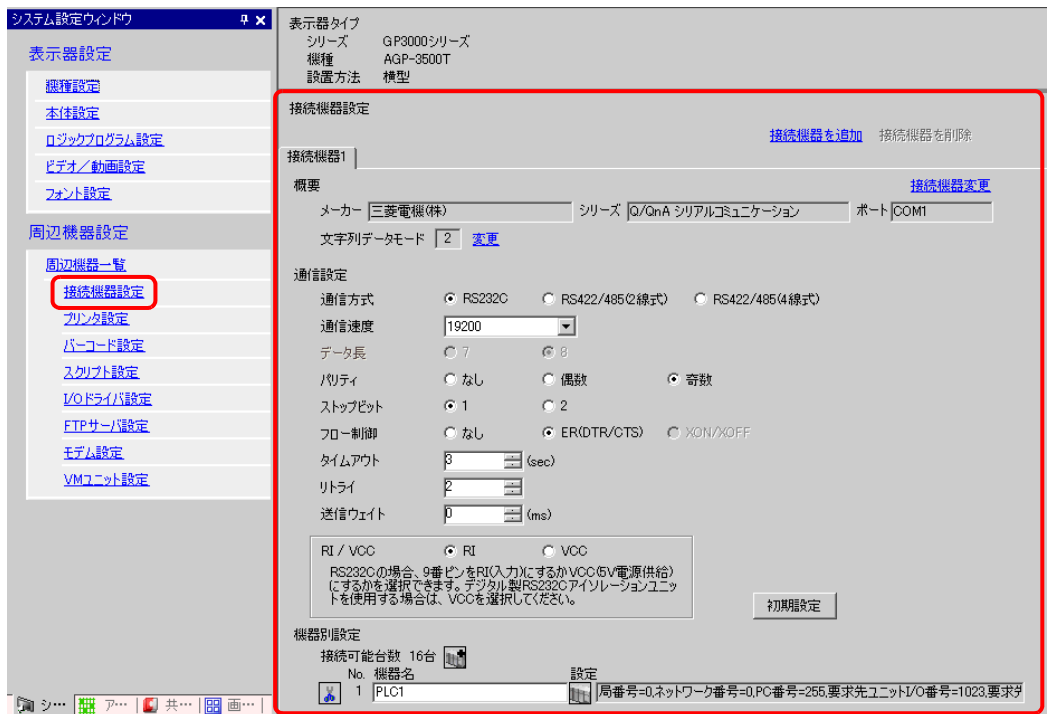 システム設定ウィンドウ
表示器設定
機種設定
本体設定
ロジックプログラム設定
ビデオ／動画設定
フォント設定
周辺機器設定
周辺機器一覧
接続機器設定
プリンタ設定
バーコード設定
スクリプト設定
I/Oドライバ設定
FTPサーバ設定
モデム設定
VMユニット設定
シ… ア… 共… 画…
表示器タイプ
シリーズ GP3000シリーズ
機種 AGP-3500T
設置方法 横型
接続機器設定
接続機器を追加 接続機器を削除
接続機器1
概要 接続機器変更
メーカー 三菱電機(株) シリーズ Q/QnA シリアルコミュニケーション ポート COM1
文字列データモード 2 変更
通信設定
通信方式 RS232C RS422/485(2線式) RS422/485(4線式)
通信速度 19200
データ長 7 8
パリティ なし 偶数 奇数
ストップビット 1 2
フロー制御 なし ER(DTR/CTS) XON/XOFF
タイムアウト 3 (sec)
リトライ 2
送信ウェイト 0 (ms)
RI / VCC RI VCC
RS232Cの場合、9番ピンをRI(入力)にするかVCC(5V電源供給)
にするかを選択できます。デジタル製RS232Cアイソレーションユニッ
トを使用する場合は、VCCを選択してください。
初期設定
機器別設定
接続可能台数 16台
No. 機器名 設定
1 PLC1 局番号=0,ネットワーク番号=0,PC番号=255,要求先ユニットI/O番号=1023,要求